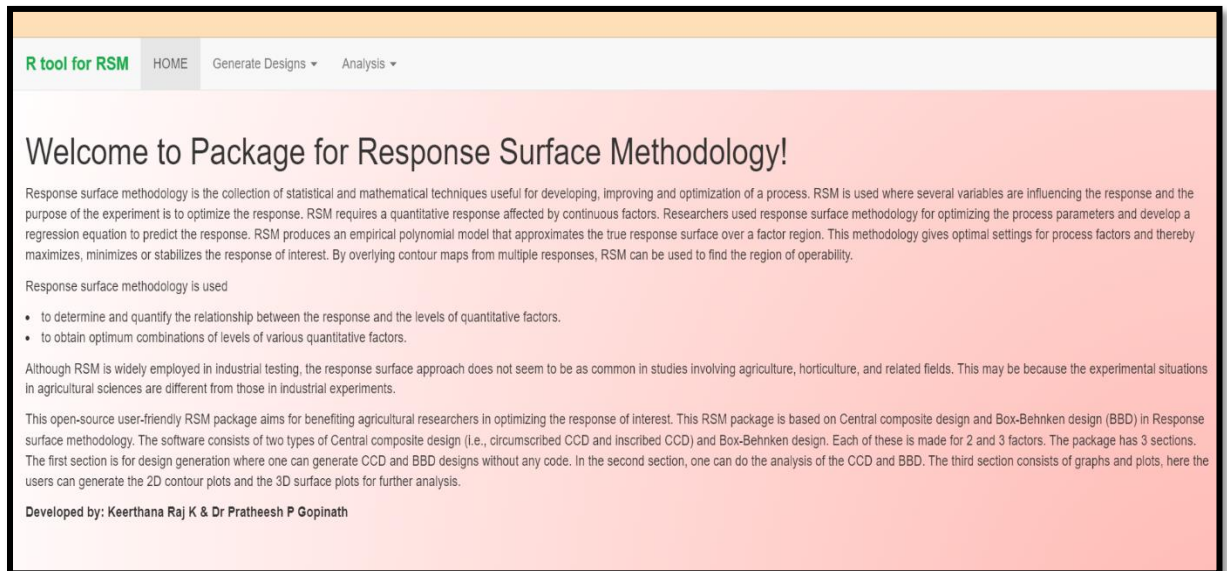 R tool for RSM HOME Generate Designs Analysis
Welcome to Package for Response Surface Methodology!
Response surface methodology is the collection of statistical and mathematical techniques useful for developing, improving and optimization of a process. RSM is used where several variables are influencing the response and the
purpose of the experiment is to optimize the response. RSM requires a quantitative response affected by continuous factors. Researchers used response surface methodology for optimizing the process parameters and develop a
regression equation to predict the response. RSM produces an empirical polynomial model that approximates the true response surface over a factor region. This methodology gives optimal settings for process factors and thereby
maximizes, minimizes or stabilizes the response of interest. By overlying contour maps from multiple responses, RSM can be used to find the region of operability.
Response surface methodology is used
• to determine and quantify the relationship between the response and the levels of quantitative factors.
• to obtain optimum combinations of levels of various quantitative factors.
Although RSM is widely employed in industrial testing, the response surface approach does not seem to be as common in studies involving agriculture, horticulture, and related fields. This may be because the experimental situations
in agricultural sciences are different from those in industrial experiments.
This open-source user-friendly RSM package aims for benefiting agricultural researchers in optimizing the response of interest. This RSM package is based on Central composite design and Box-Behnken design (BBD) in Response
surface methodology. The software consists of two types of Central composite design (i.e., circumscribed CCD and inscribed CCD) and Box-Behnken design. Each of these is made for 2 and 3 factors. The package has 3 sections.
The first section is for design generation where one can generate CCD and BBD designs without any code. In the second section, one can do the analysis of the CCD and BBD. The third section consists of graphs and plots, here the
users can generate the 2D contour plots and the 3D surface plots for further analysis.
Developed by: Keerthana Raj K & Dr Pratheesh P Gopinath